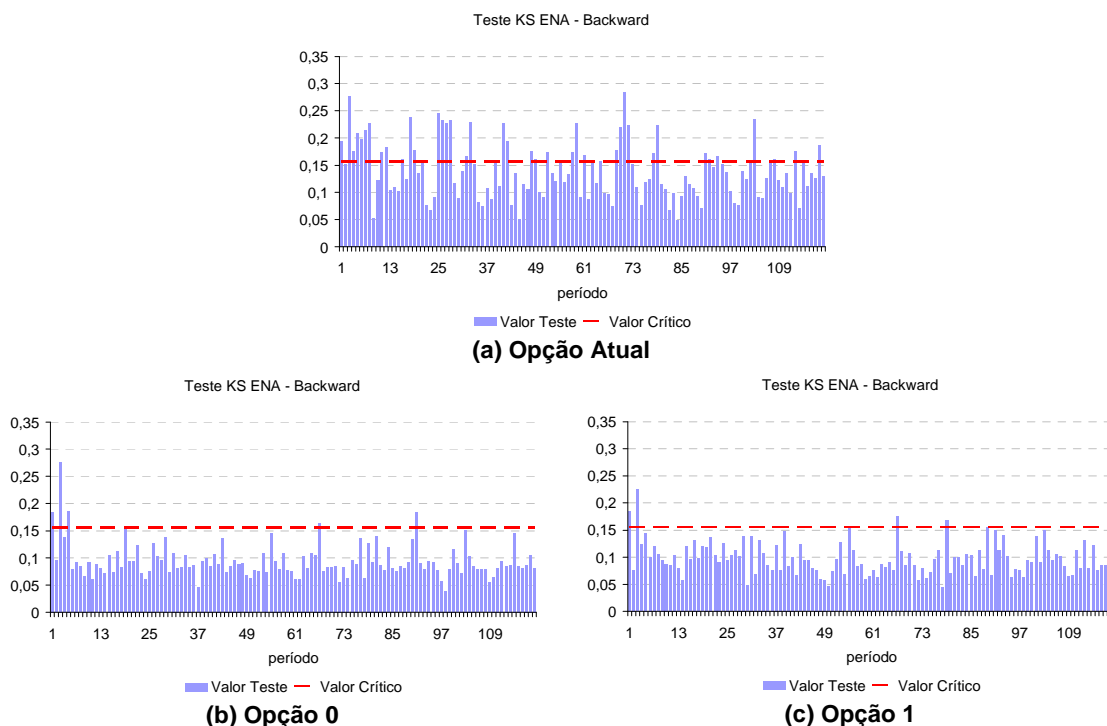 Teste KS ENA - Backward
0,35
0,3
0,25
0,2
0,15
0,1
0,05
0
1 13 25 37 49 61 73 85 97 109
período
Valor Teste Valor Crítico
(a) Opção Atual
Teste KS ENA - Backward
0,35
0,3
0,25
0,2
0,15
0,1
0,05
0
1 13 25 37 49 61 73 85 97 109
período
Valor Teste Valor Crítico
(b) Opção 0
Teste KS ENA - Backward
0,35
0,3
0,25
0,2
0,15
0,1
0,05
0
1 13 25 37 49 61 73 85 97 109
período
Valor Teste Valor Crítico
(c) Opção 1